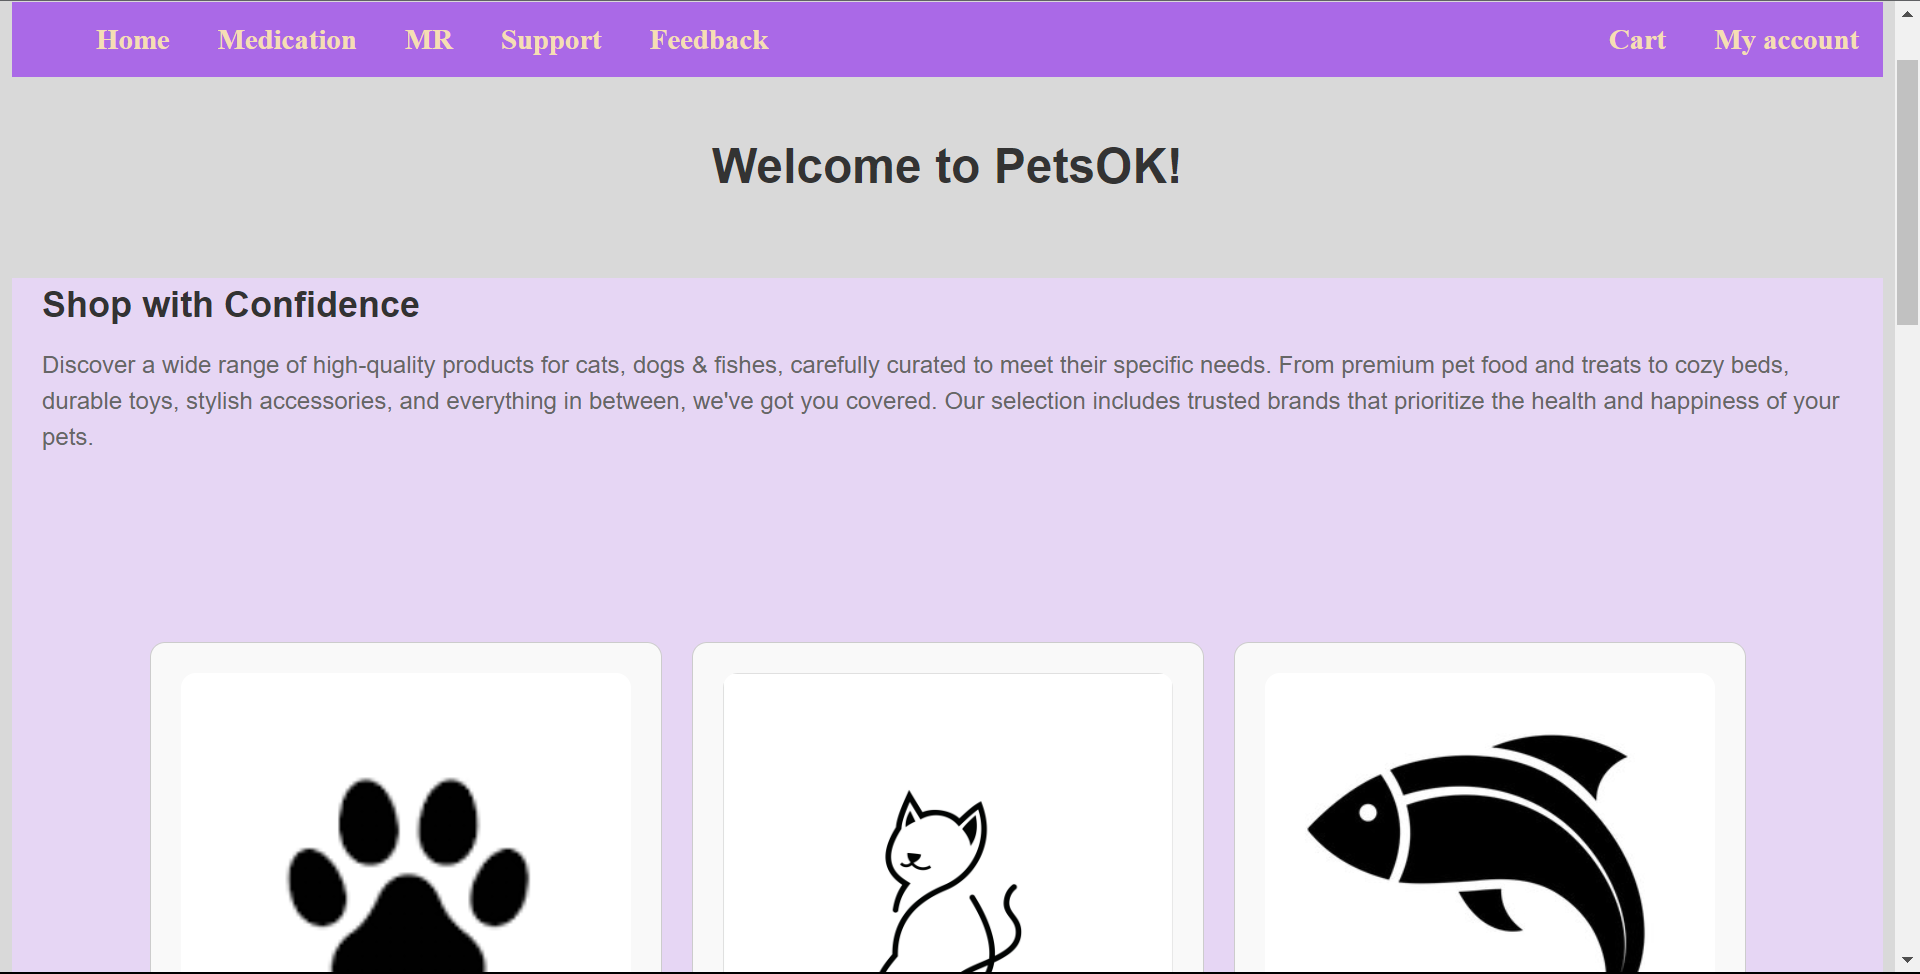 Home Medication MR Support Feedback Cart My account
Welcome to PetsOK!
Shop with Confidence
Discover a wide range of high-quality products for cats, dogs & fishes, carefully curated to meet their specific needs. From premium pet food and treats to cozy beds,
durable toys, stylish accessories, and everything in between, we've got you covered. Our selection includes trusted brands that prioritize the health and happiness of your
pets.